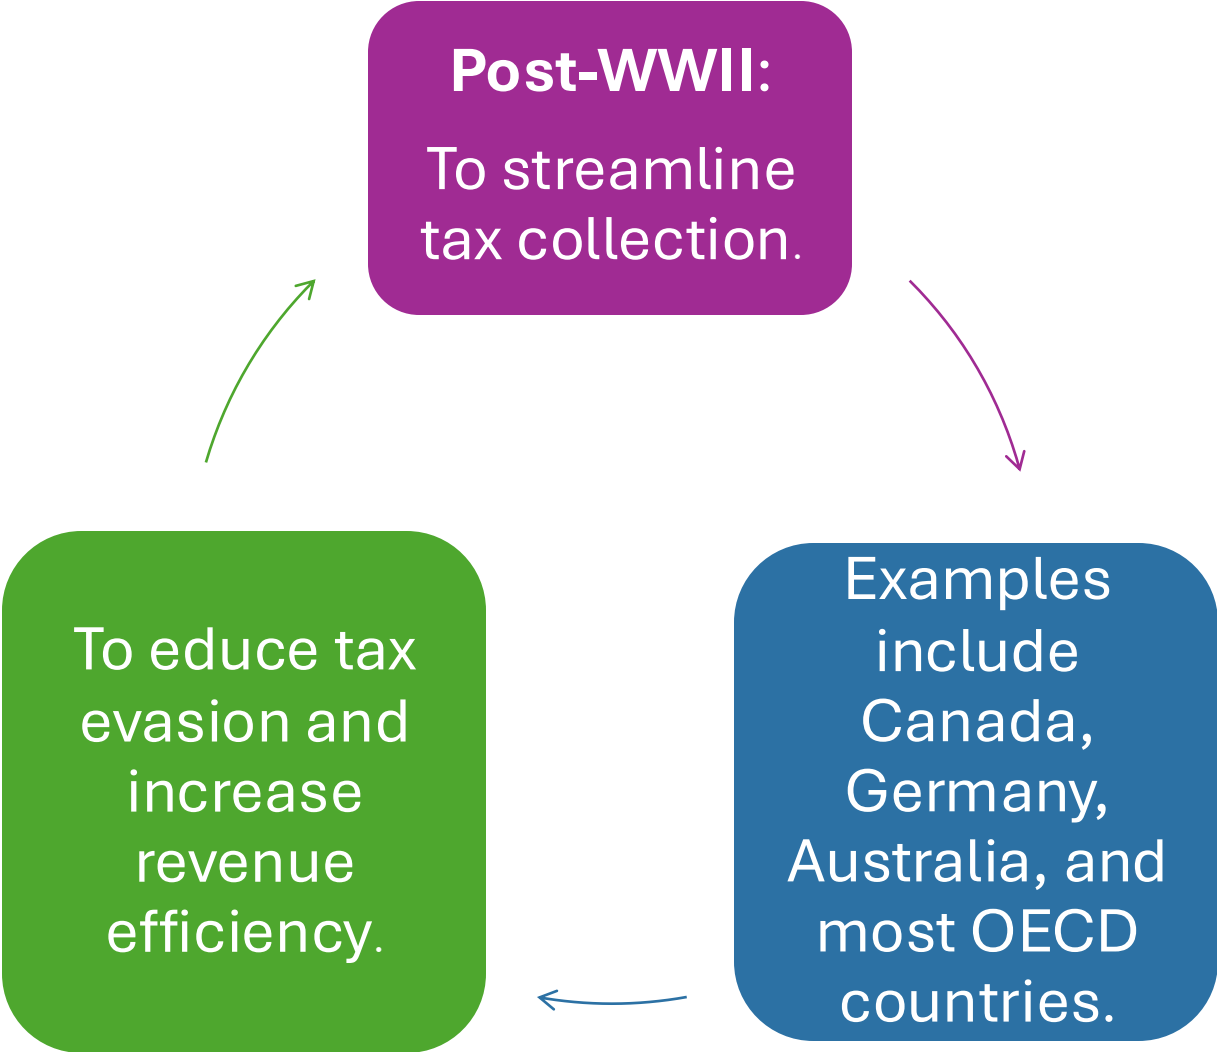 Post-WWII:
To streamline
tax collection.
Examples
include
Canada,
Germany,
Australia, and
most OECD
countries.
To educe tax
evasion and
increase
revenue
efficiency.